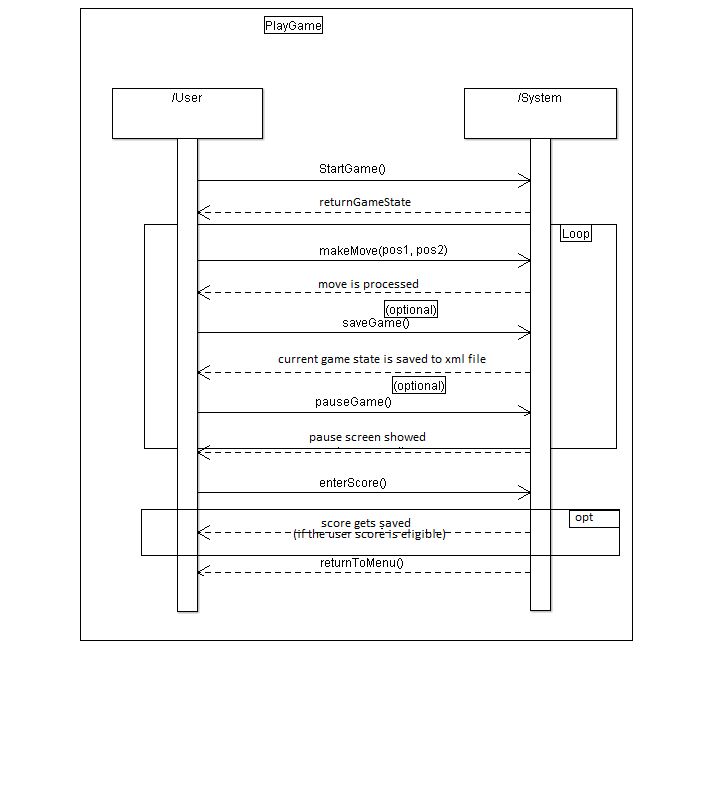 PlayGame
/User
/System
StartGame()
returnGameState
Loop
makeMove(pos1, pos2)
move is processed
(optional)
saveGame()
current game state is saved to xml file
(optional)
pauseGame()
pause screen showed
enterScore()
opt
score gets saved
(if the user score is eligible)
returnToMenu()